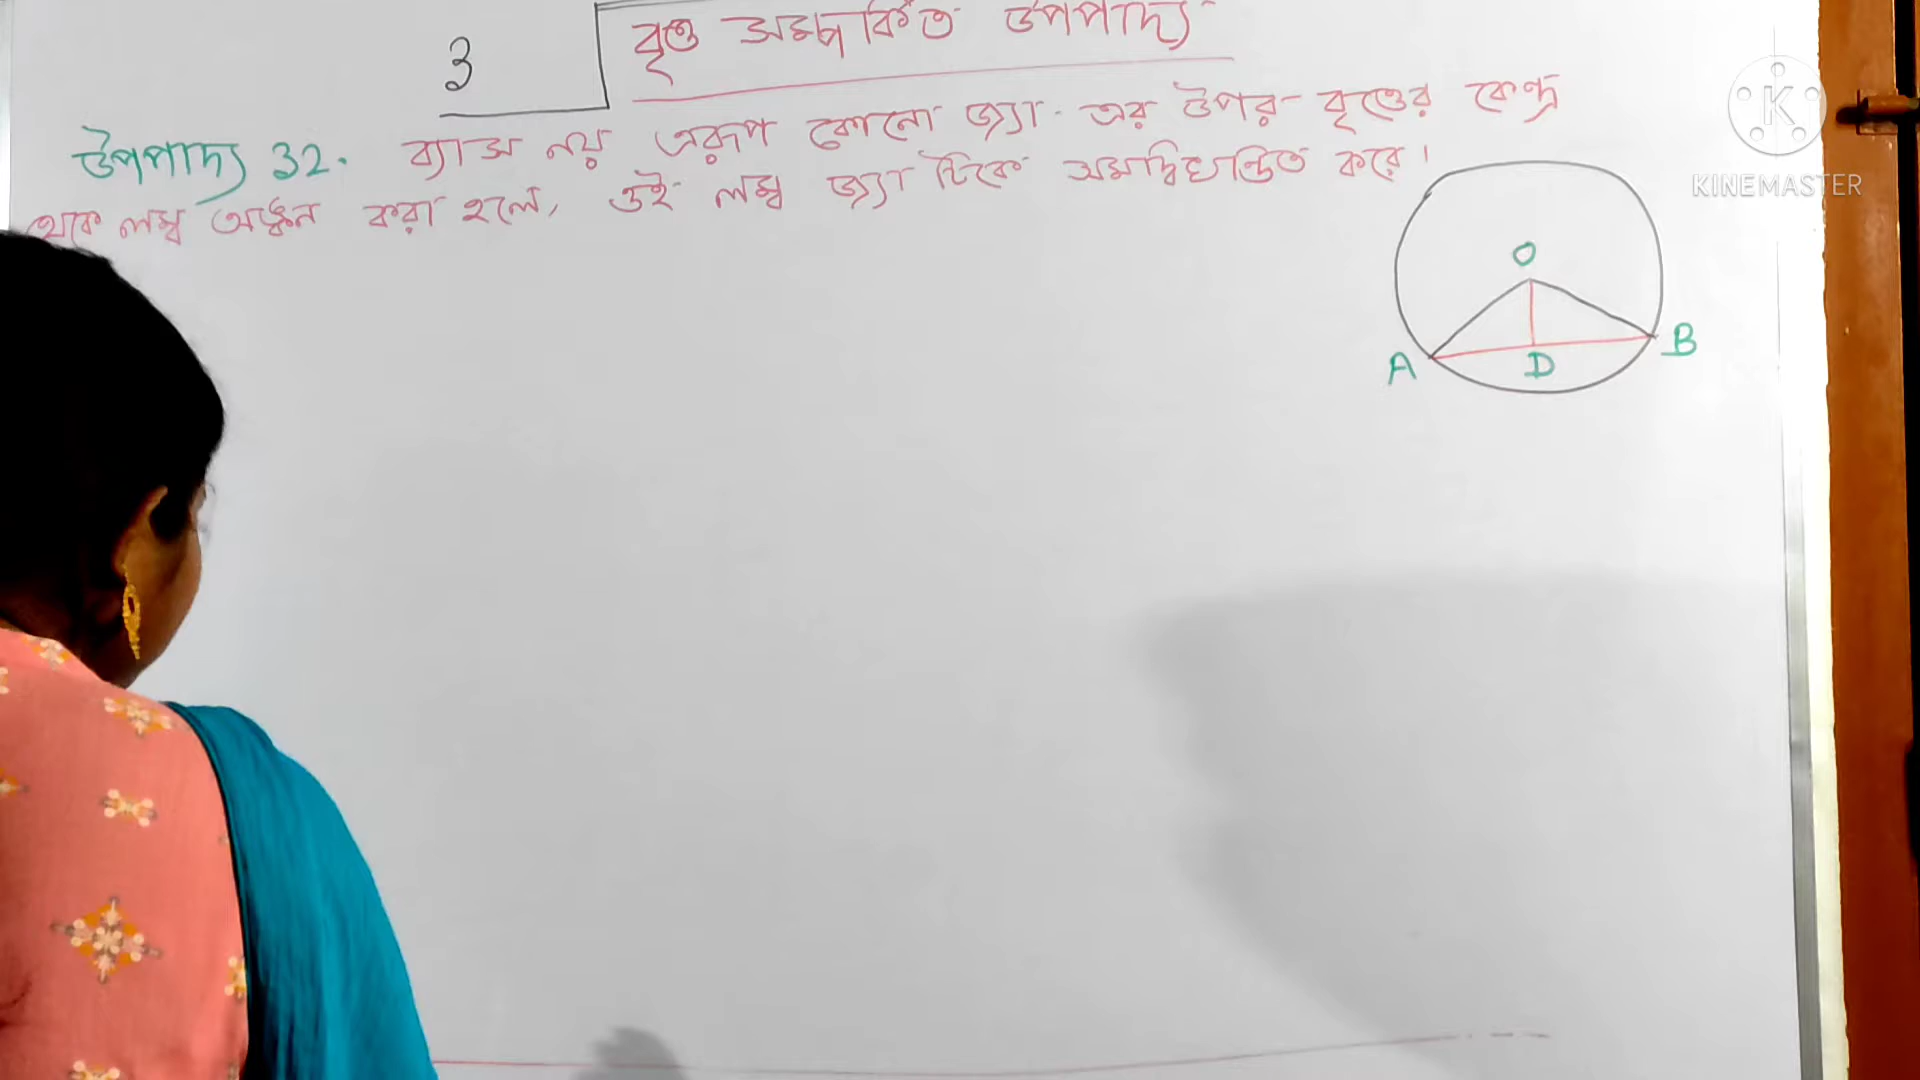 3
বৃত্ত সম্পর্কিত উপপাদ্য
উপপাদ্য 32. ব্যাস নয় এরূপ কোনো জ্যা-এর উপর বৃত্তের কেন্দ্র
থেকে লম্ব অঙ্কন করা হলে, ওই লম্ব জ্যা টিকে সমদ্বিখণ্ডিত করে।
O
A
D
B
K
KINEMASTER